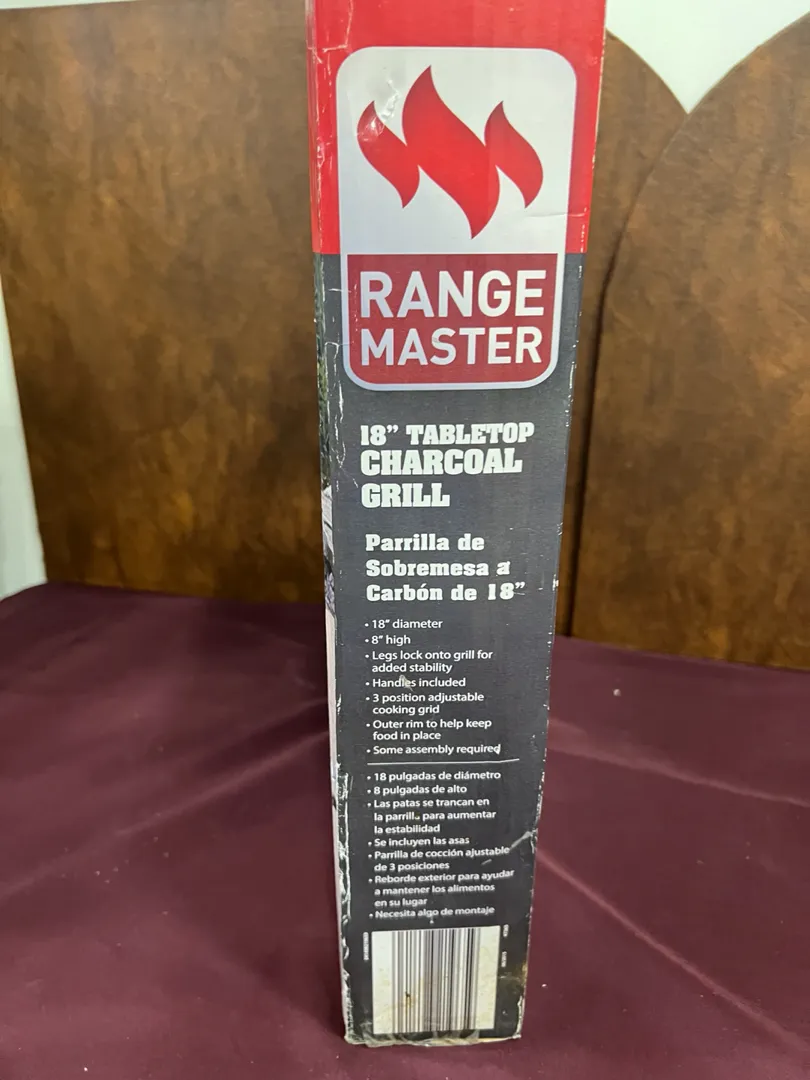 RANGE
MASTER
18” TABLETOP
CHARCOAL
GRILL
Parrilla de
Sobremesa a
Carbón de 18”
• 18” diameter
• 8” high
• Legs lock onto grill for
added stability
• Handles included
• 3 position adjustable
cooking grid
• Outer rim to help keep
food in place
• Some assembly required
• 18 pulgadas de diámetro
• 8 pulgadas de alto
• Las patas se trancan en
la parrilla para aumentar
la estabilidad
• Se incluyen las asas
• Parrilla de cocción ajustable
de 3 posiciones
• Reborde exterior para ayudar
a mantener los alimentos
en su lugar
• Necesita algo de montaje